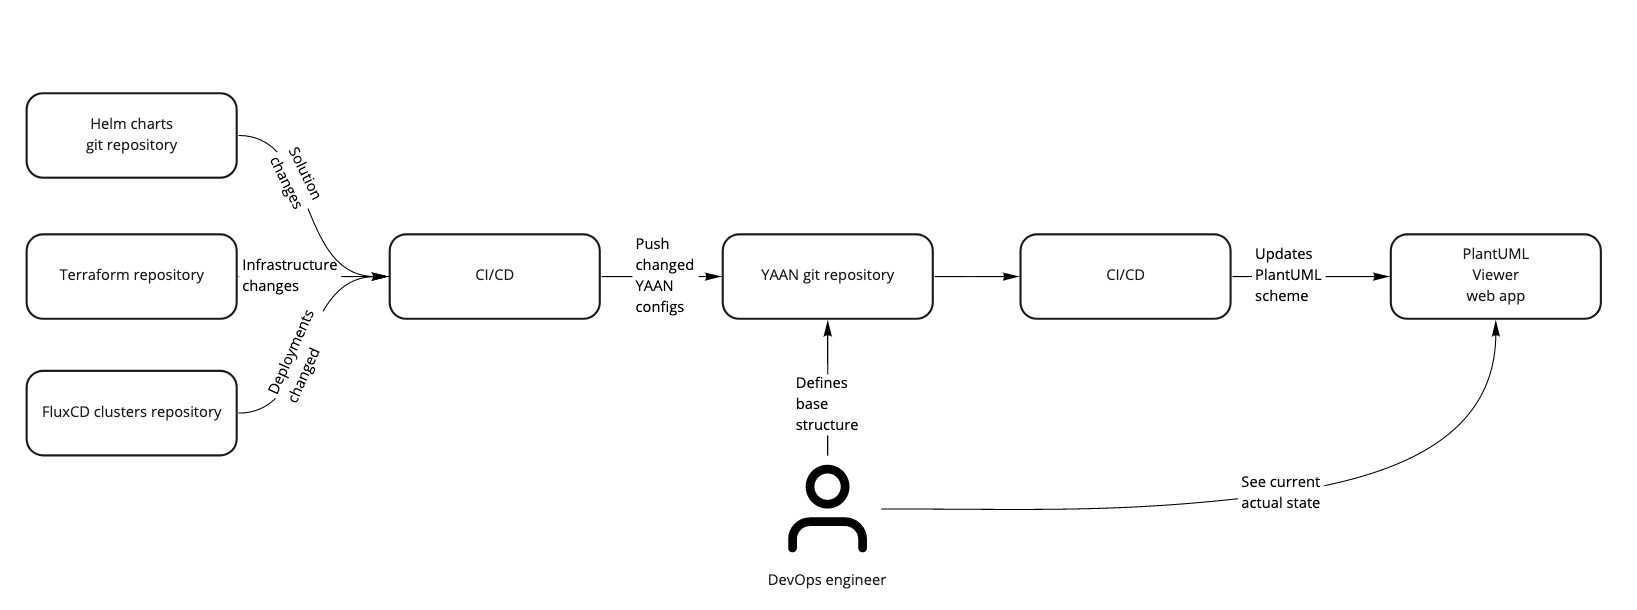 Helm charts
git repository
Solution
changes
Terraform repository
Infrastructure
changes
FluxCD clusters repository
Deployments
changed
CI/CD
Push
changed
YAAN
configs
YAAN git repository
Defines
base
structure
DevOps engineer
CI/CD
Updates
PlantUML
scheme
PlantUML
Viewer
web app
See current
actual state